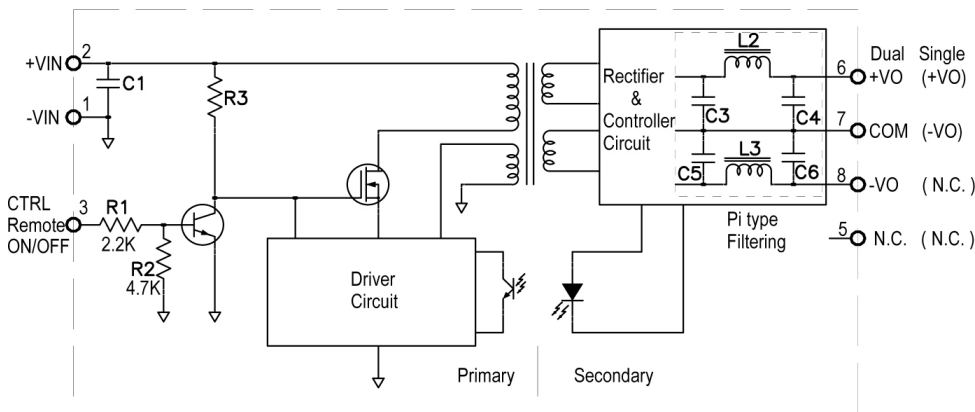 +VIN 2
C1
-VIN 1
R3
CTRL
Remote
ON/OFF
3
R1
2.2K
R2
4.7K
Driver
Circuit
Primary
Secondary
Rectifier
&
Controller
Circuit
L2
C3
C4
L3
C5
C6
Pi type
Filtering
Dual Single
6 +VO (+VO)
7 COM (-VO)
8 -VO ( N.C. )
5 N.C. ( N.C. )